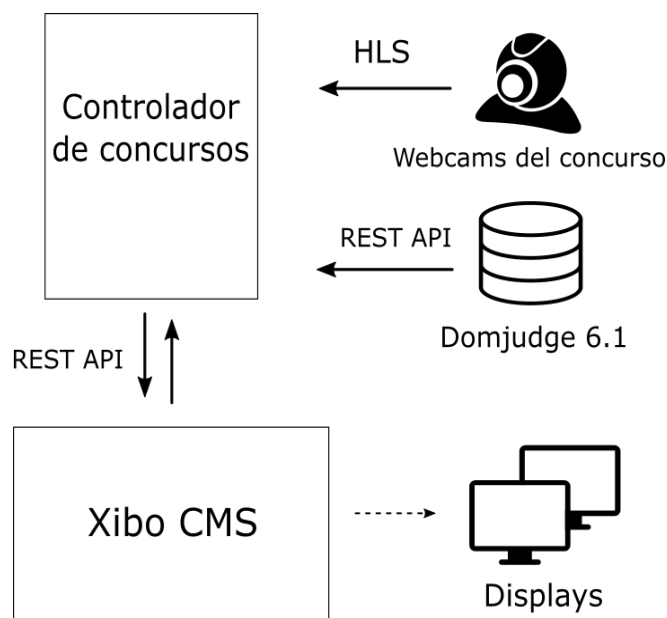 HLS
Controlador
de concursos
Webcams del concurso
REST API
Domjudge 6.1
REST API
Xibo CMS
Displays